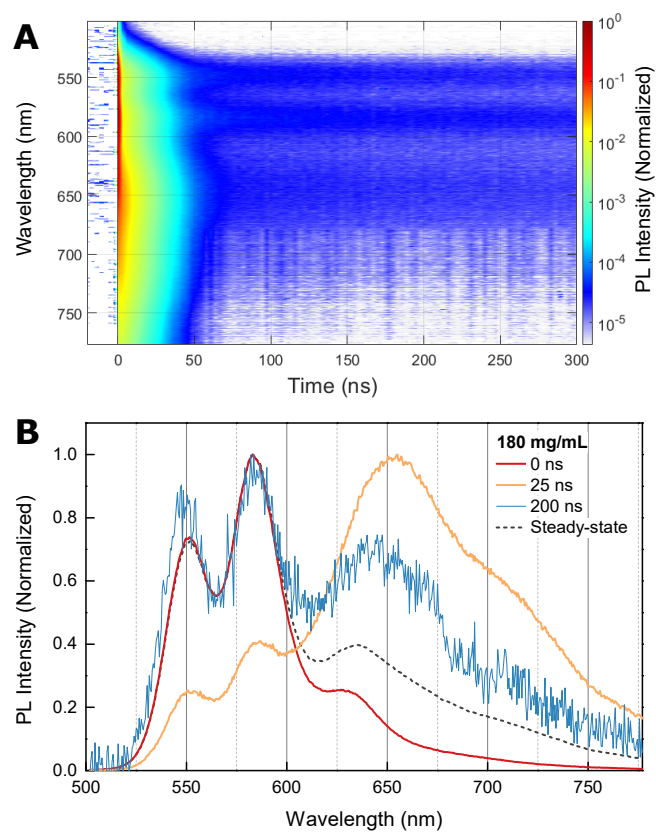 A
550
600
650
700
750
Wavelength (nm)
0
50
100
150
200
250
300
Time (ns)
10^0
10^-1
10^-2
10^-3
10^-4
10^-5
PL Intensity (Normalized)
B
1.0
0.8
0.6
0.4
0.2
0.0
PL Intensity (Normalized)
180 mg/mL
0 ns
25 ns
200 ns
Steady-state
500
550
600
650
700
750
Wavelength (nm)